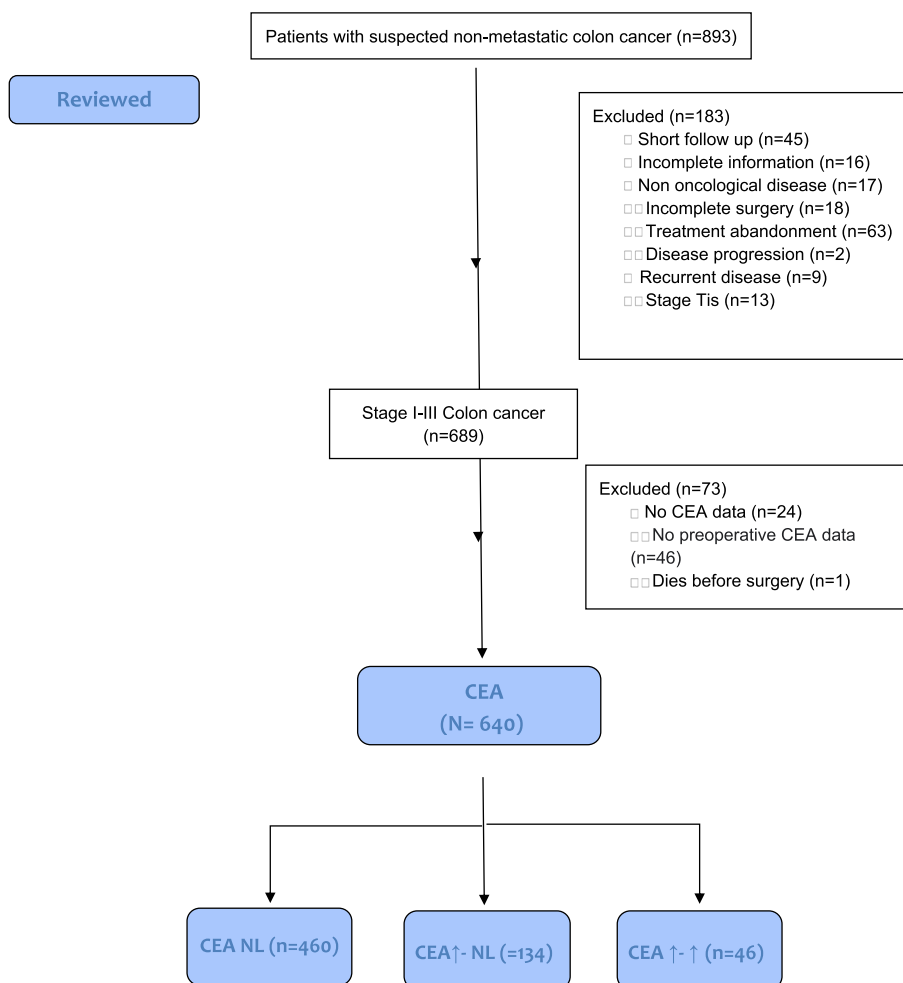 Patients with suspected non-metastatic colon cancer (n=893)
Reviewed
Excluded (n=183)
Short follow up (n=45)
Incomplete information (n=16)
Non oncological disease (n=17)
Incomplete surgery (n=18)
Treatment abandonment (n=63)
Disease progression (n=2)
Recurrent disease (n=9)
Stage Tis (n=13)
Stage I-III Colon cancer
(n=689)
Excluded (n=73)
No CEA data (n=24)
No preoperative CEA data
(n=46)
Dies before surgery (n=1)
CEA
(N= 640)
CEA NL (n=460)
CEA↑- NL (=134)
CEA ↑- ↑ (n=46)